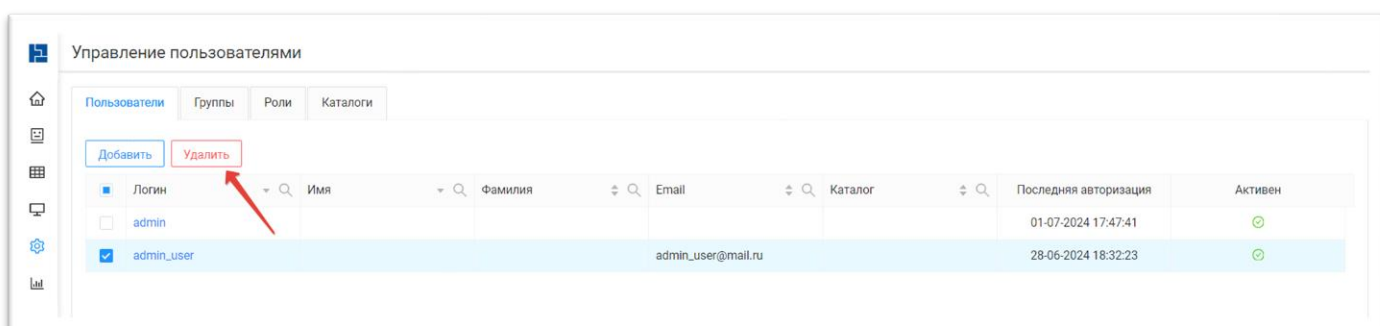 Управление пользователями
Пользователи Группы Роли Каталоги
Добавить Удалить
Логин Имя Фамилия Email Каталог Последняя авторизация Активен
admin 01-07-2024 17:47:41
admin_user admin_user@mail.ru 28-06-2024 18:32:23